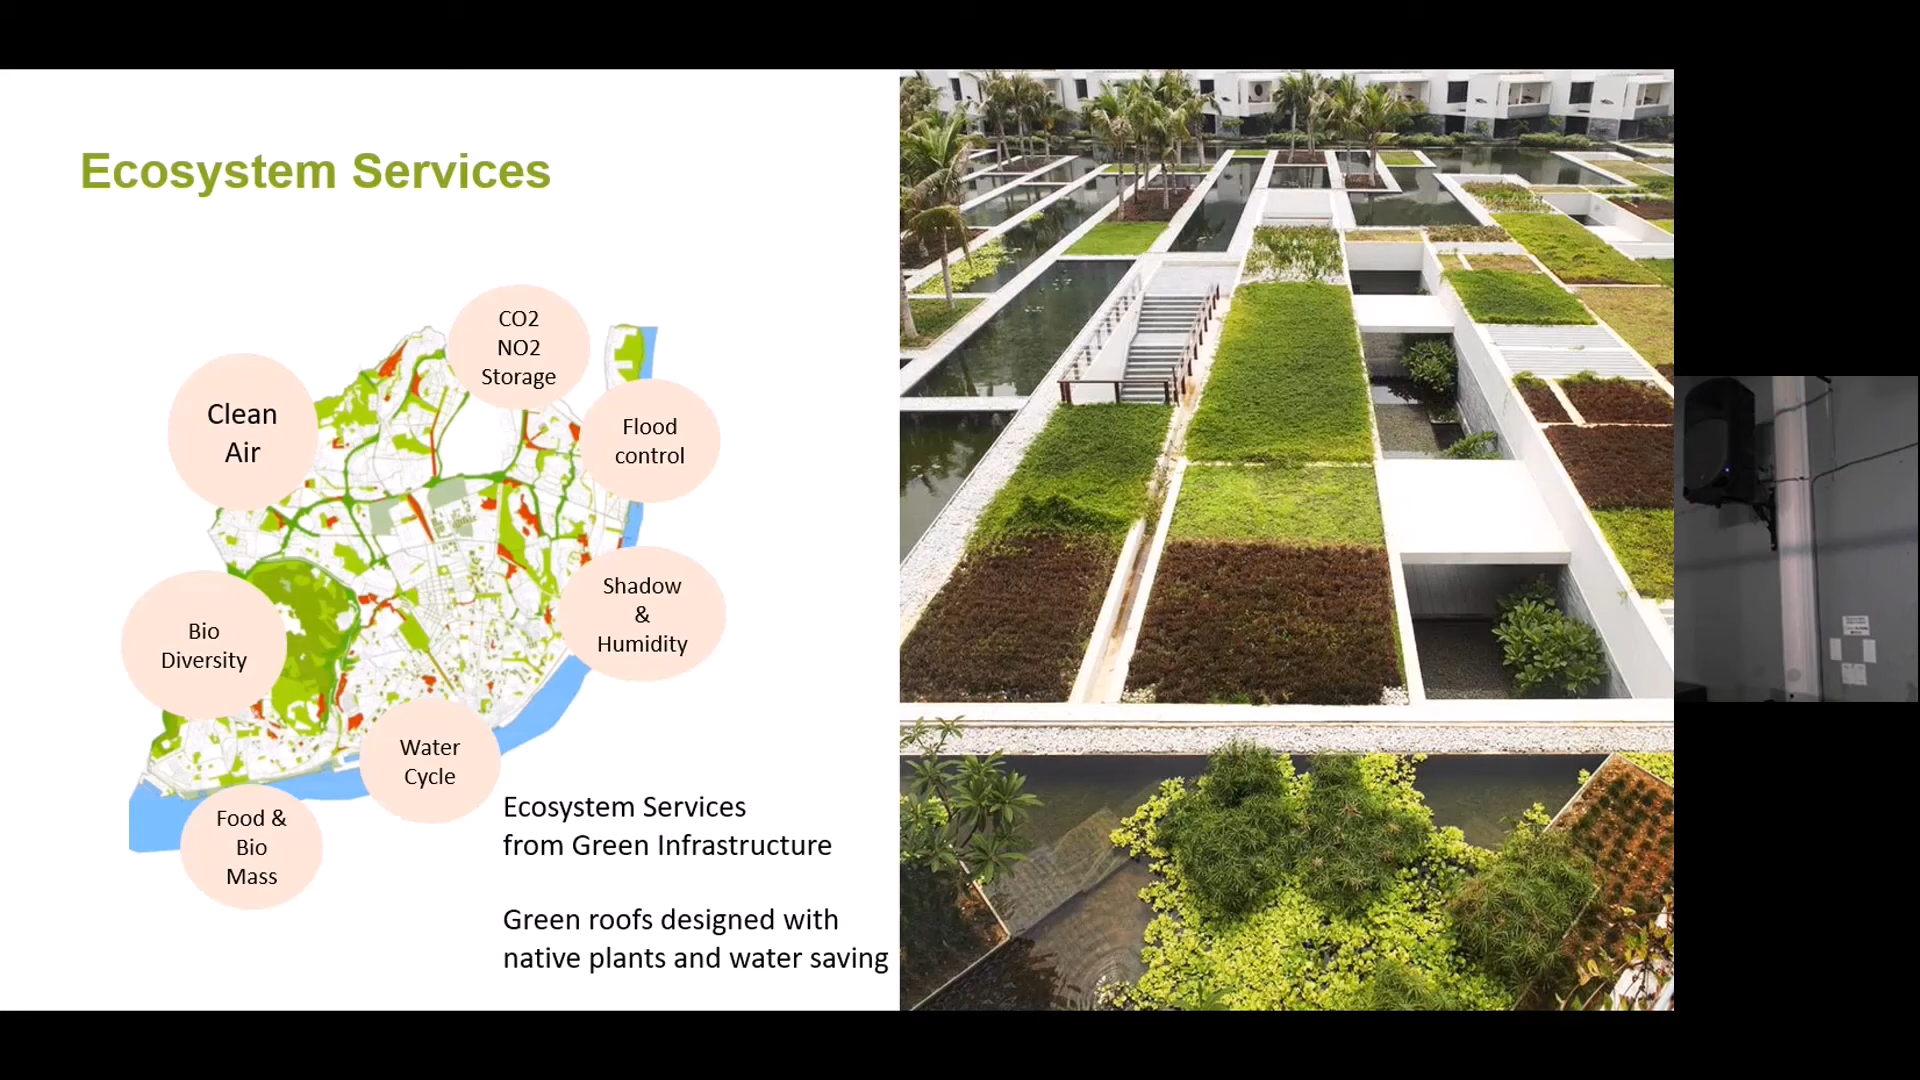 Ecosystem Services
CO2
NO2
Storage
Clean
Air
Flood
control
Shadow
&
Humidity
Bio
Diversity
Water
Cycle
Food &
Bio
Mass
Ecosystem Services
from Green Infrastructure
Green roofs designed with
native plants and water saving